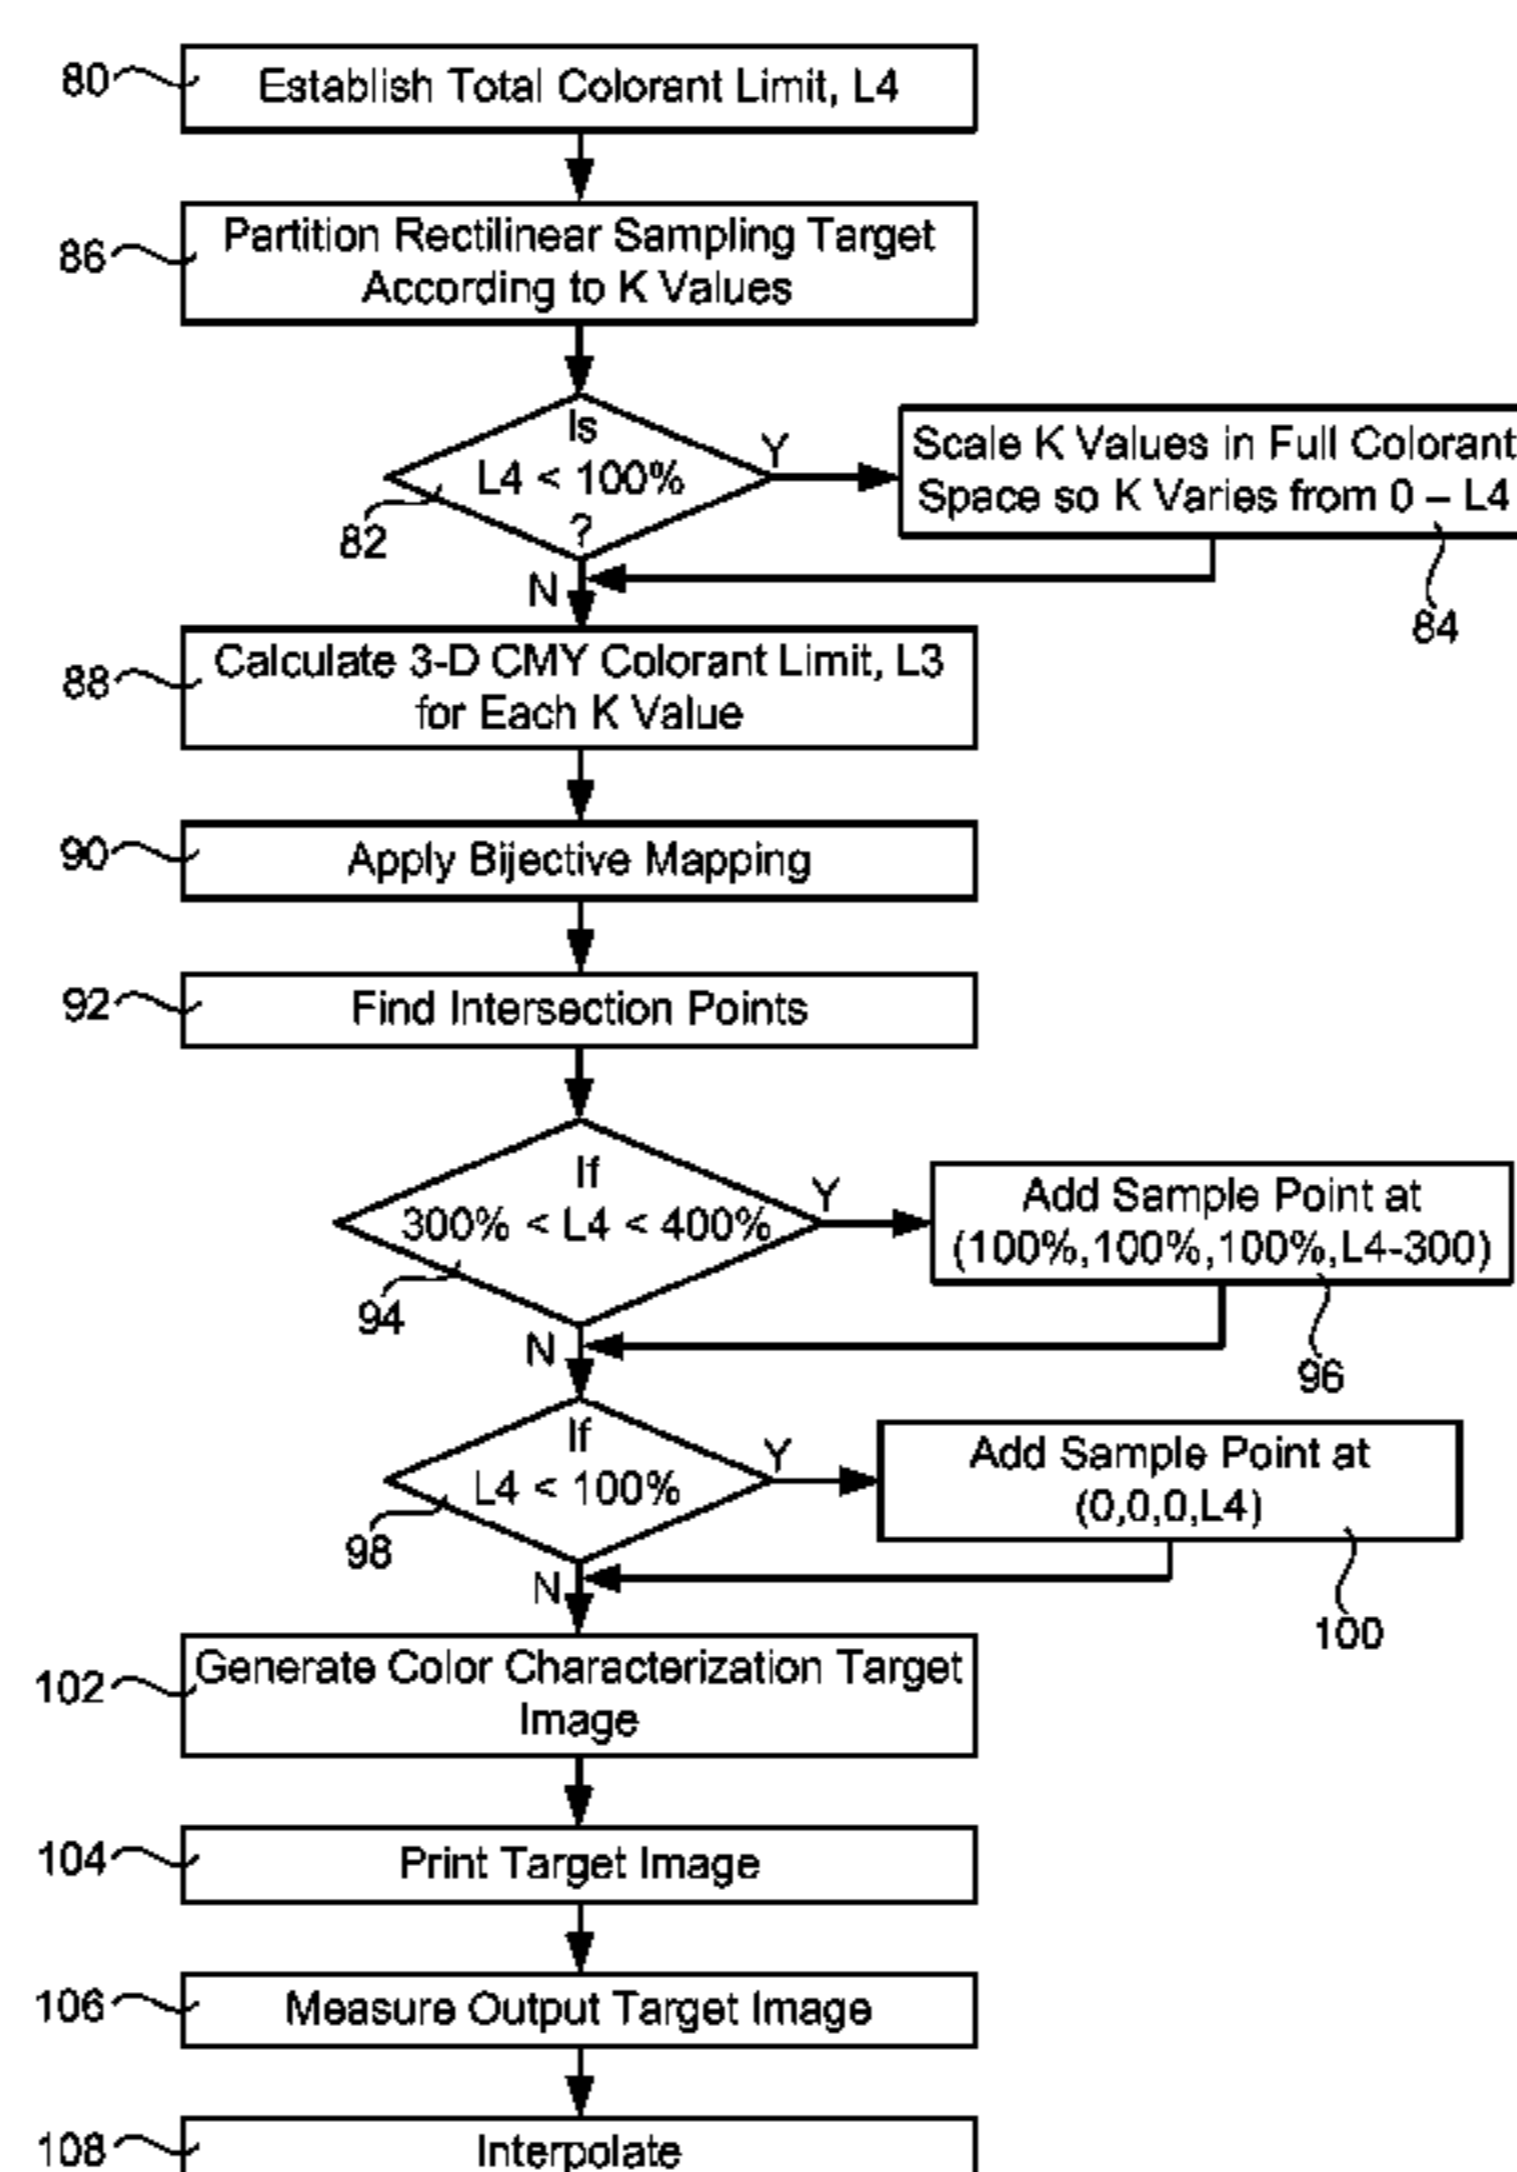 80
Establish Total Colorant Limit, L4
86
Partition Rectilinear Sampling Target
According to K Values
Is
L4 < 100%
?
82
Y
N
Scale K Values in Full Colorant
Space so K Varies from 0 – L4
84
88
Calculate 3-D CMY Colorant Limit, L3
for Each K Value
90
Apply Bijective Mapping
92
Find Intersection Points
If
300% < L4 < 400%
94
Y
N
Add Sample Point at
(100%,100%,100%,L4-300)
96
If
L4 < 100%
98
Y
N
Add Sample Point at
(0,0,0,L4)
100
102
Generate Color Characterization Target
Image
104
Print Target Image
106
Measure Output Target Image
108
Interpolate